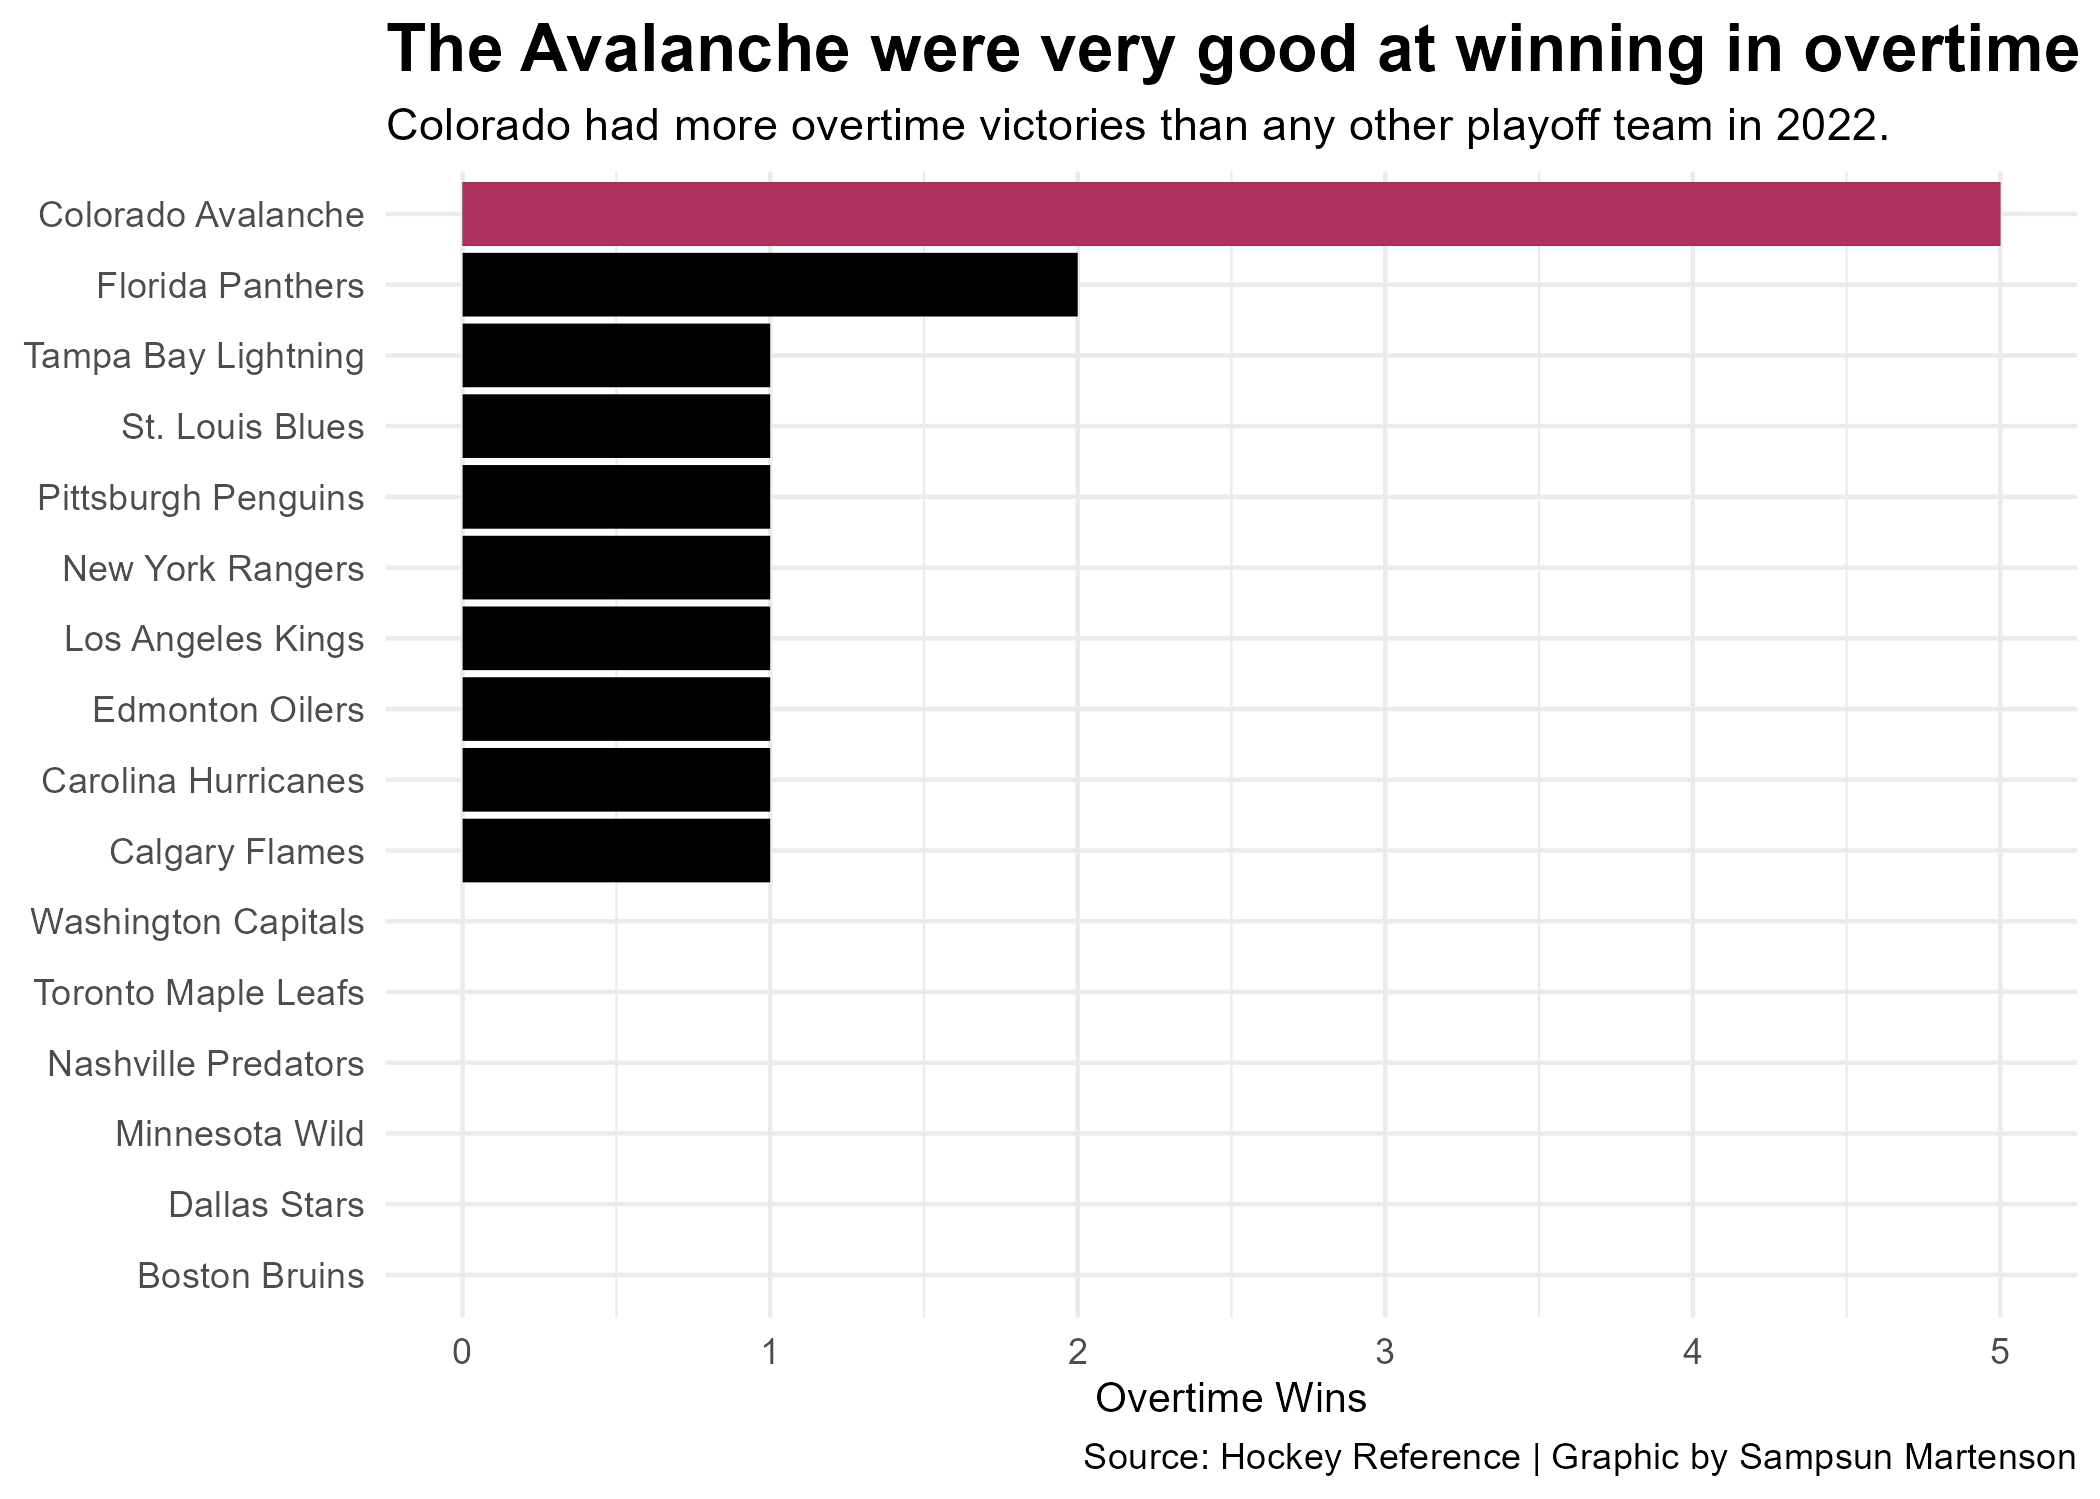 The Avalanche were very good at winning in overtime
Colorado had more overtime victories than any other playoff team in 2022.
Colorado Avalanche
Florida Panthers
Tampa Bay Lightning
St. Louis Blues
Pittsburgh Penguins
New York Rangers
Los Angeles Kings
Edmonton Oilers
Carolina Hurricanes
Calgary Flames
Washington Capitals
Toronto Maple Leafs
Nashville Predators
Minnesota Wild
Dallas Stars
Boston Bruins
0 1 2 3 4 5
Overtime Wins
Source: Hockey Reference | Graphic by Sampsun Martenson